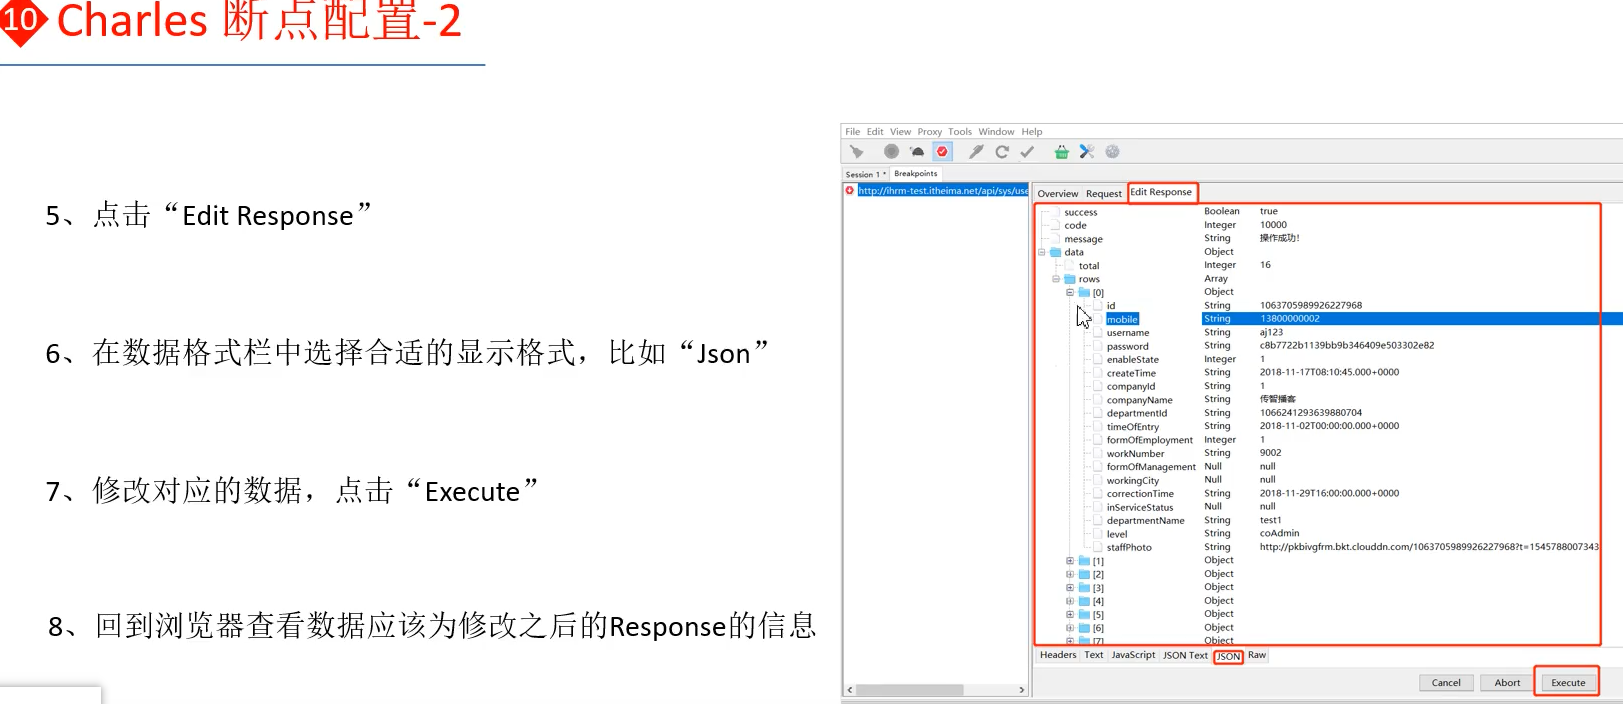 10 Charles 断点配置-2
5、点击“Edit Response”
6、在数据格式栏中选择合适的显示格式，比如“Json”
7、修改对应的数据，点击“Execute”
8、回到浏览器查看数据应该为修改之后的Response的信息
File Edit View Proxy Tools Window Help
Session 1 * Breakpoints
http://ihrm-test.itheima.net/api/sys/use
Overview Request Edit Response
success Boolean true
code Integer 10000
message String 操作成功！
data Object
total Integer 16
rows Array
[0] Object
id String 1063705989926227968
mobile String 13800000002
username String aj123
password String c8b7722b1139bb9b346409e503302e82
enableState Integer 1
createTime String 2018-11-17T08:10:45.000+0000
companyId String 1
companyName String 传智播客
departmentId String 1066241293639880704
timeOfEntry String 2018-11-02T00:00:00.000+0000
formOfEmployment Integer 1
workNumber String 9002
formOfManagement Null null
workingCity Null null
correctionTime String 2018-11-29T16:00:00.000+0000
inServiceStatus Null null
departmentName String test1
level String coAdmin
staffPhoto String http://pkbivgfrm.bkt.clouddn.com/1063705989926227968?t=1545788007343
[1] Object
[2] Object
[3] Object
[4] Object
[5] Object
[6] Object
[7] Object
Headers Text JavaScript JSON Text JSON Raw
Cancel Abort Execute